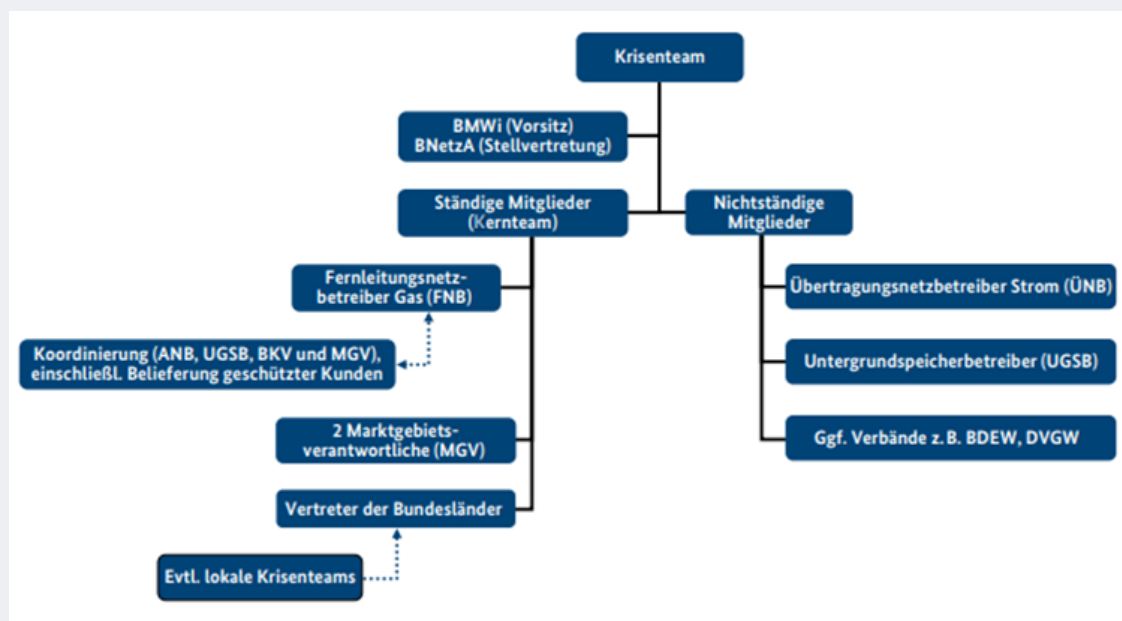 Krisenteam
BMWi (Vorsitz)
BNetzA (Stellvertretung)
Ständige Mitglieder
(Kernteam)
Nichtständige
Mitglieder
Fernleitungsnetz-
betreiber Gas (FNB)
Übertragungsnetzbetreiber Strom (ÜNB)
Koordinierung (ANB, UGSB, BKV und MGV),
einschließl. Belieferung geschützter Kunden
Untergrundspeicherbetreiber (UGSB)
2 Marktgebiets-
verantwortliche (MGV)
Ggf. Verbände z. B. BDEW, DVGW
Vertreter der Bundesländer
Evtl. lokale Krisenteams